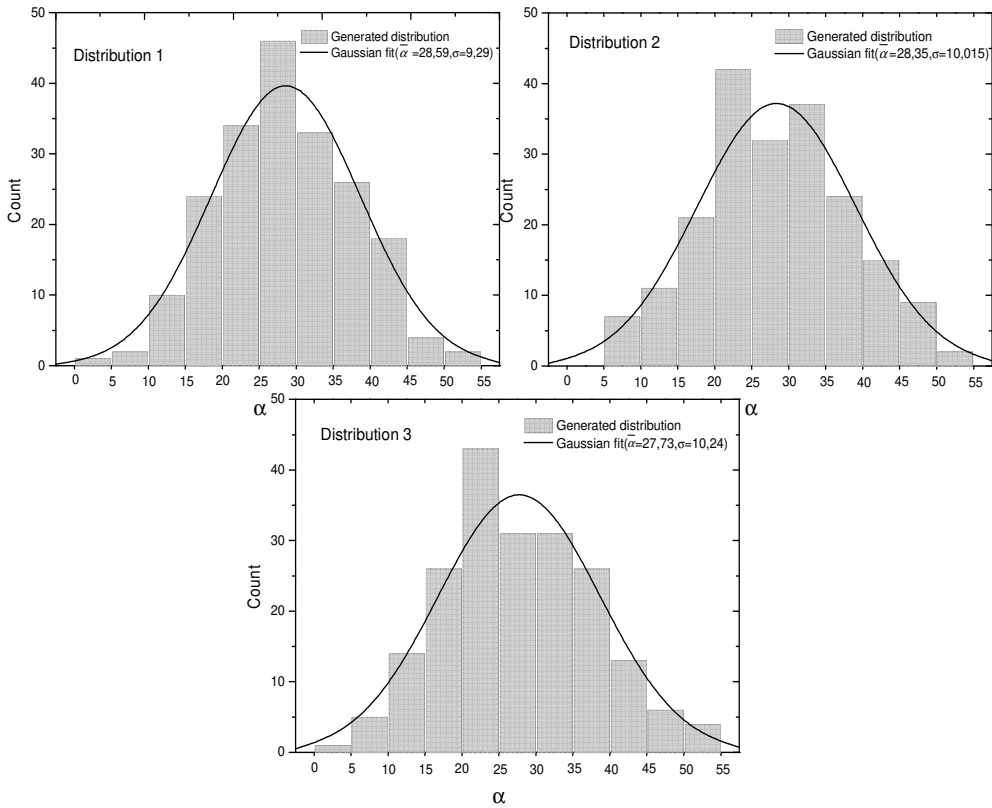 Distribution 1
Generated distribution
Gaussian fit(ᾱ =28,59,σ=9,29)
Count
50
40
30
20
10
0
0 5 10 15 20 25 30 35 40 45 50 55
α
Distribution 2
Generated distribution
Gaussian fit(ᾱ=28,35,σ=10,015)
Count
50
40
30
20
10
0
0 5 10 15 20 25 30 35 40 45 50 55
α
Distribution 3
Generated distribution
Gaussian fit(ᾱ=27,73,σ=10,24)
Count
50
40
30
20
10
0
0 5 10 15 20 25 30 35 40 45 50 55
α